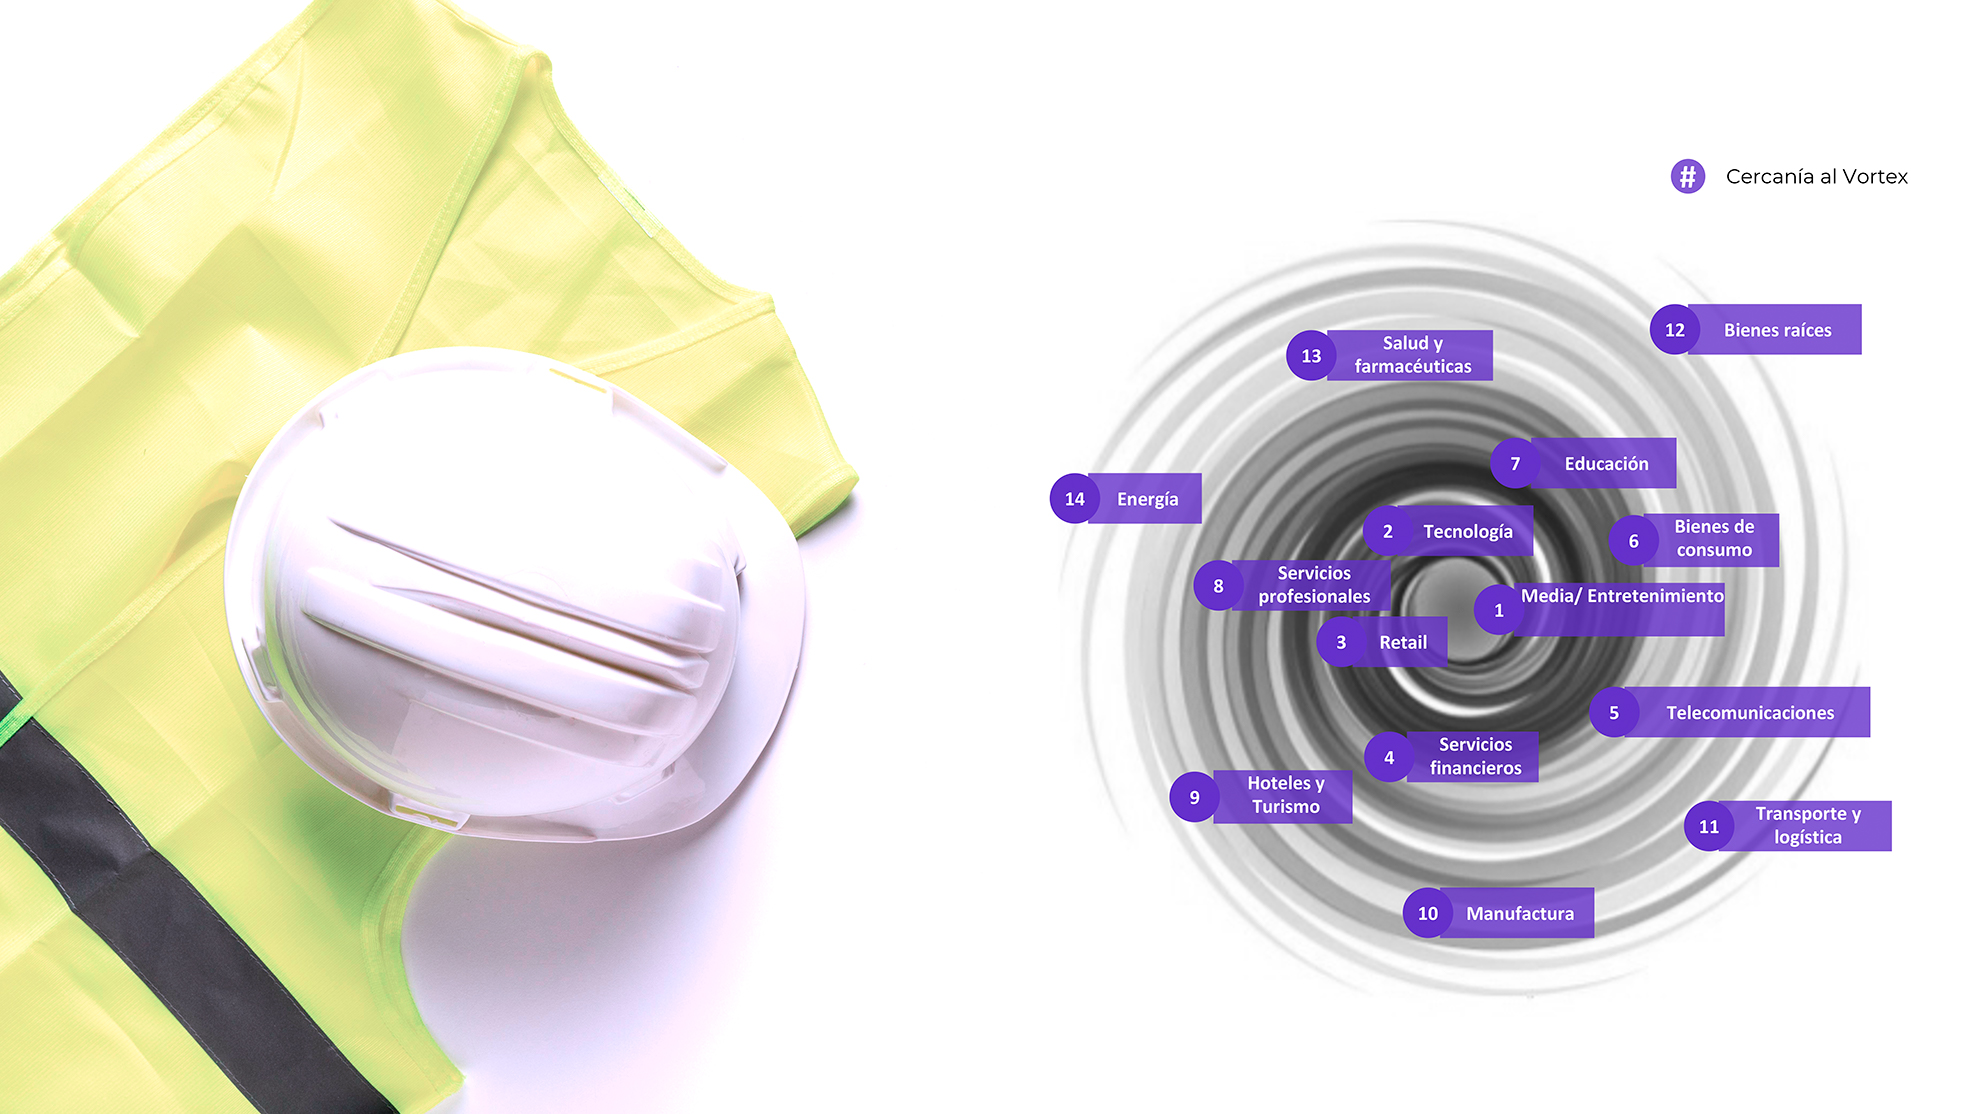 # Cercanía al Vortex
12 Bienes raíces
13 Salud y
farmacéuticas
7 Educación
14 Energía
2 Tecnología
6 Bienes de
consumo
8 Servicios
profesionales
1 Media/ Entretenimiento
3 Retail
5 Telecomunicaciones
4 Servicios
financieros
9 Hoteles y
Turismo
11 Transporte y
logística
10 Manufactura